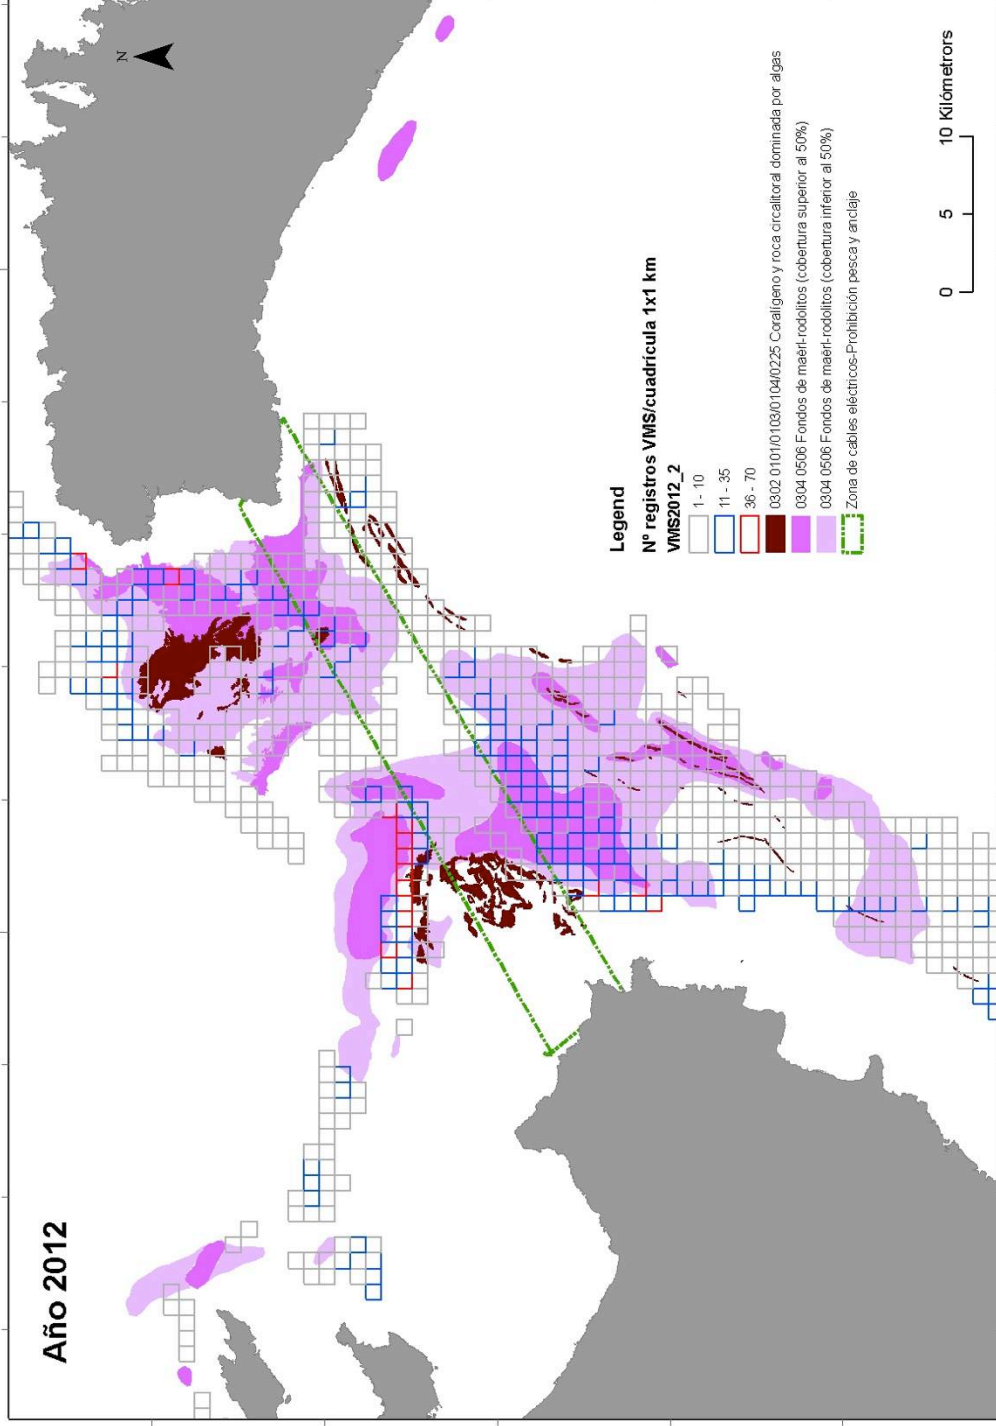 Año 2012
N
Legend
Nº registros VMS/cuadrícula 1x1 km
VMS2012_2
1 - 10
11 - 35
36 - 70
0302 0101/0103/0104/0225 Coralígeno y roca circalitoral dominada por algas
0304 0506 Fondos de maërl-rodolitos (cobertura superior al 50%)
0304 0506 Fondos de maërl-rodolitos (cobertura inferior al 50%)
Zona de cables eléctricos-Prohibición pesca y anclaje
0 5 10 Kilómetrors